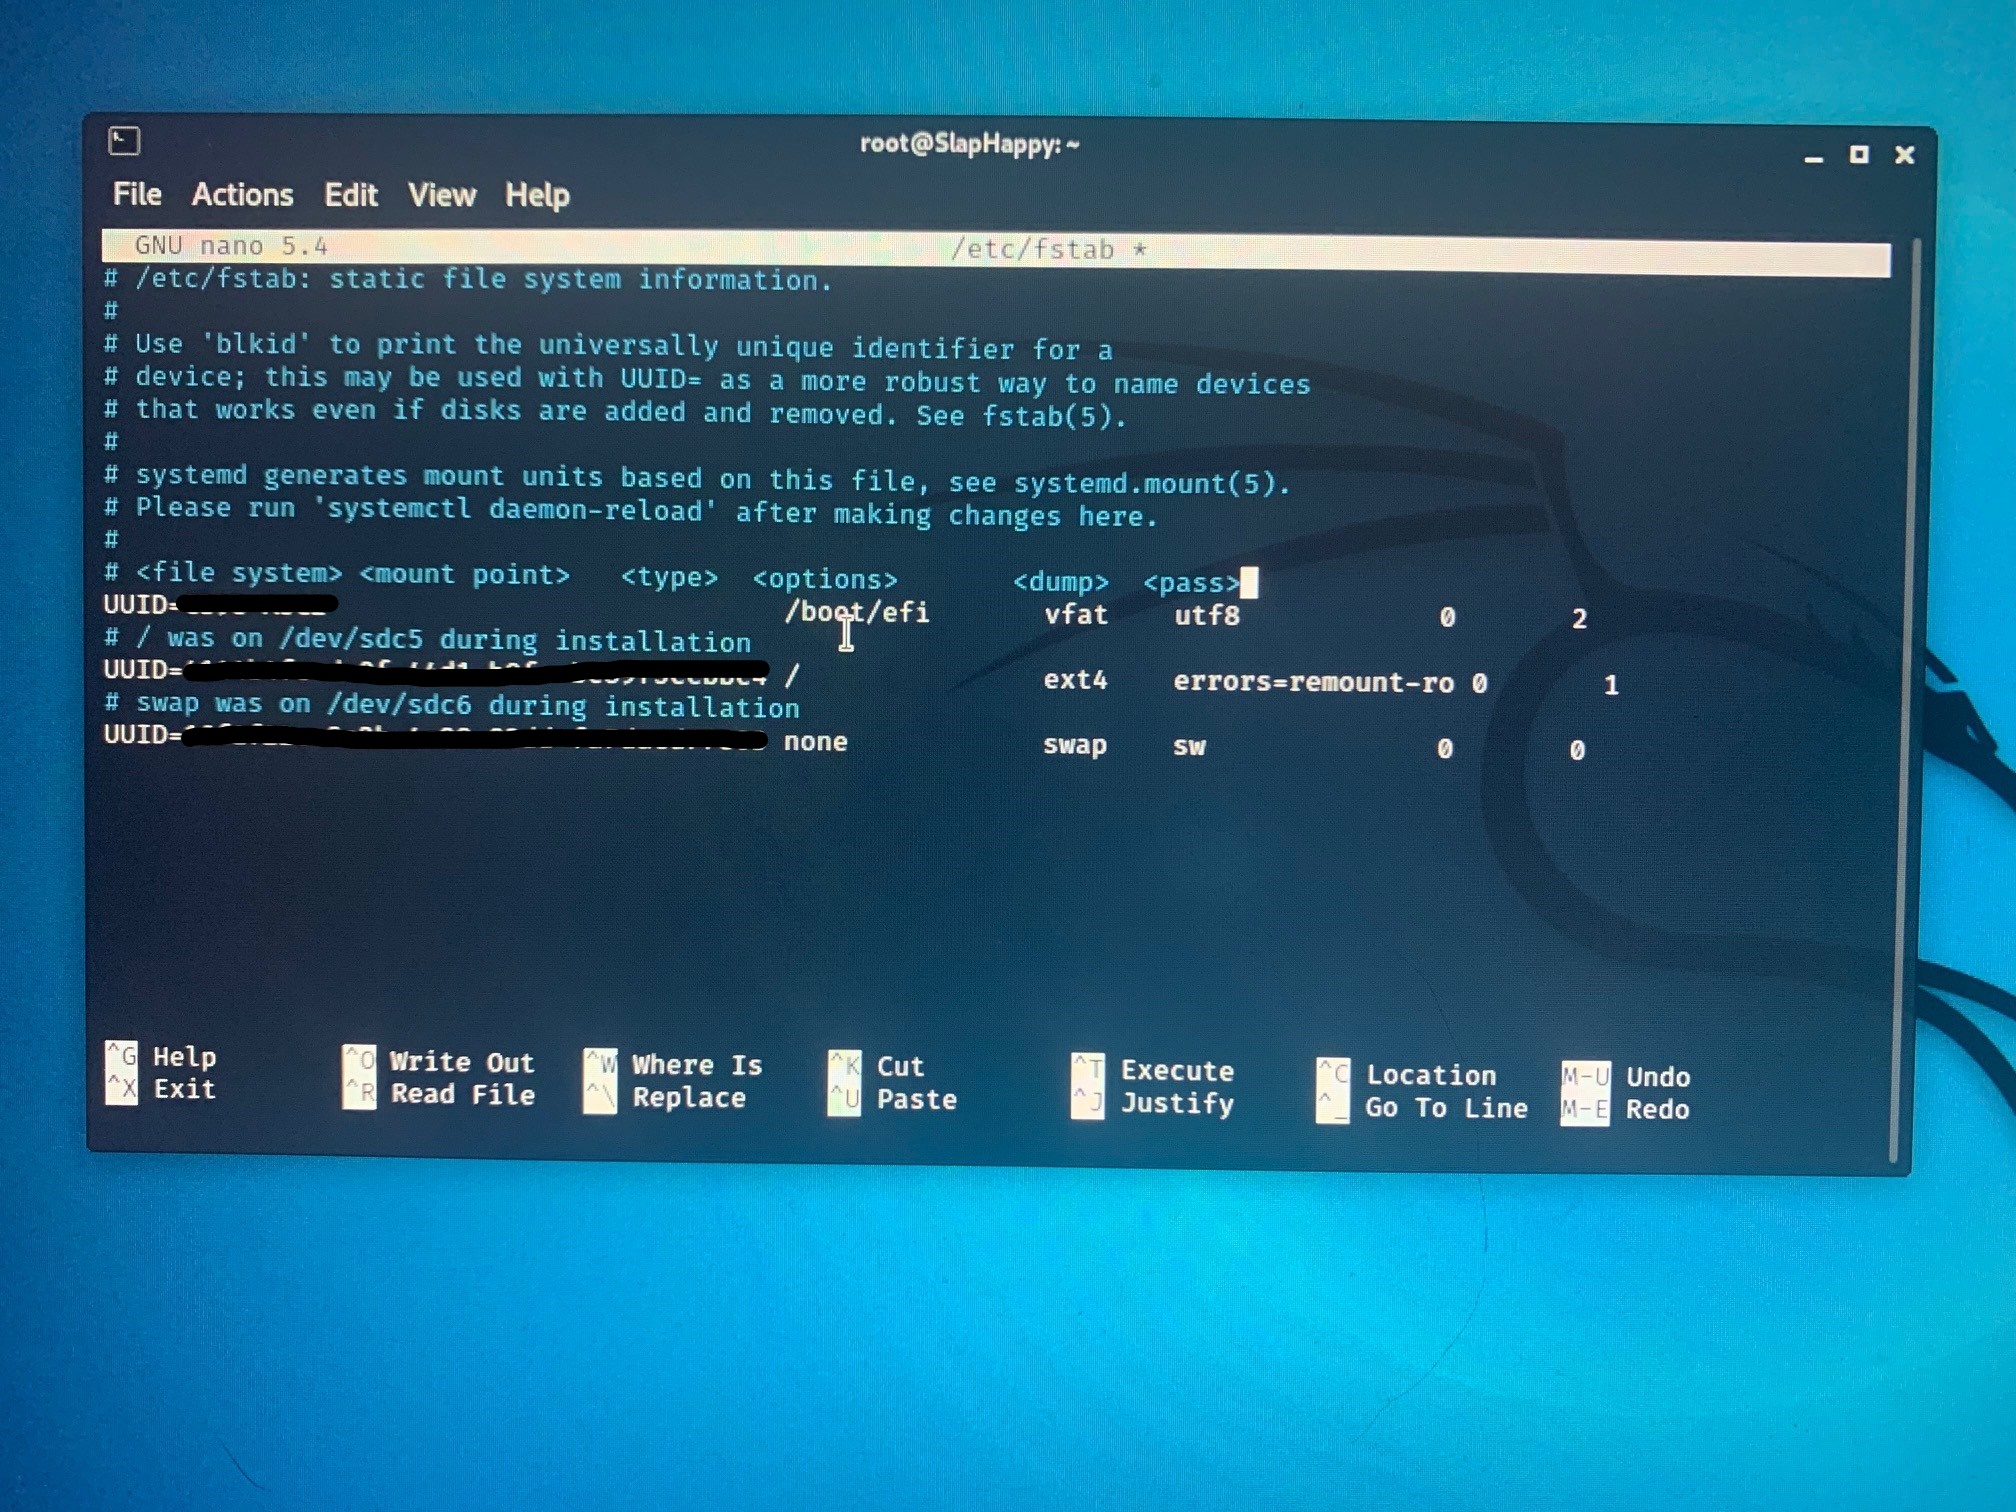 root@SlapHappy: ~
File Actions Edit View Help
GNU nano 5.4 /etc/fstab *
# /etc/fstab: static file system information.
#
# Use 'blkid' to print the universally unique identifier for a
# device; this may be used with UUID= as a more robust way to name devices
# that works even if disks are added and removed. See fstab(5).
#
# systemd generates mount units based on this file, see systemd.mount(5).
# Please run 'systemctl daemon-reload' after making changes here.
#
# <file system> <mount point> <type> <options> <dump> <pass>
UUID= /boot/efi vfat utf8 0 2
# / was on /dev/sdc5 during installation
UUID= / ext4 errors=remount-ro 0 1
# swap was on /dev/sdc6 during installation
UUID= none swap sw 0 0
^G Help ^O Write Out ^W Where Is ^K Cut ^T Execute ^C Location M-U Undo
^X Exit ^R Read File ^\ Replace ^U Paste ^J Justify ^_ Go To Line M-E Redo